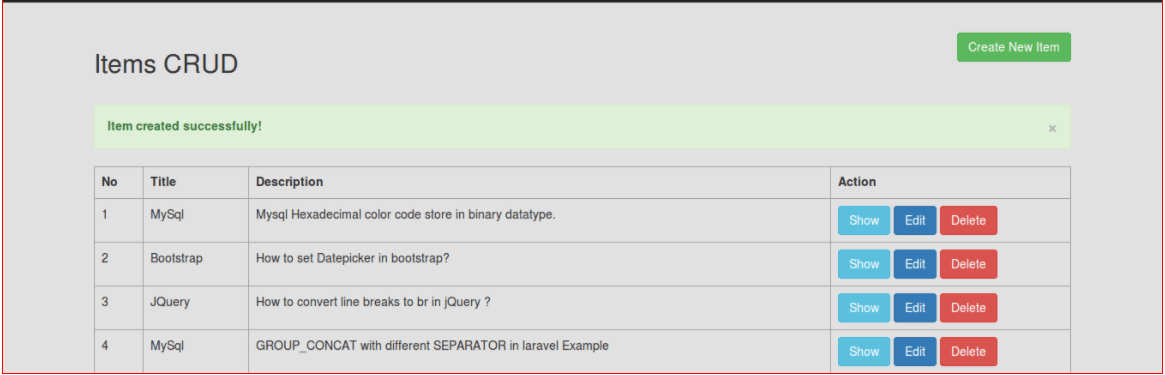 Create New Item
Items CRUD
Item created successfully! ×
No Title Description Action
1 MySql Mysql Hexadecimal color code store in binary datatype. Show Edit Delete
2 Bootstrap How to set Datepicker in bootstrap? Show Edit Delete
3 JQuery How to convert line breaks to br in jQuery ? Show Edit Delete
4 MySql GROUP_CONCAT with different SEPARATOR in laravel Example Show Edit Delete